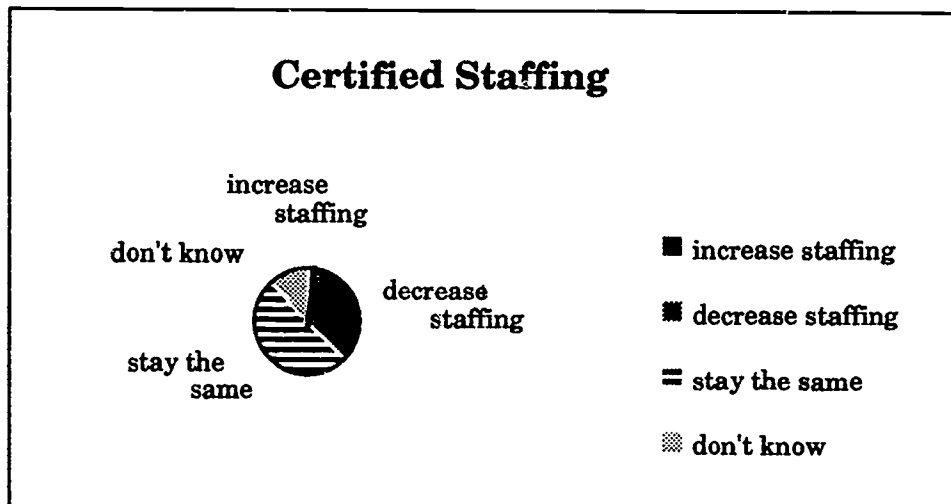 Certified Staffing
increase
staffing
don't know
decrease
staffing
stay the
same
increase staffing
decrease staffing
stay the same
don't know